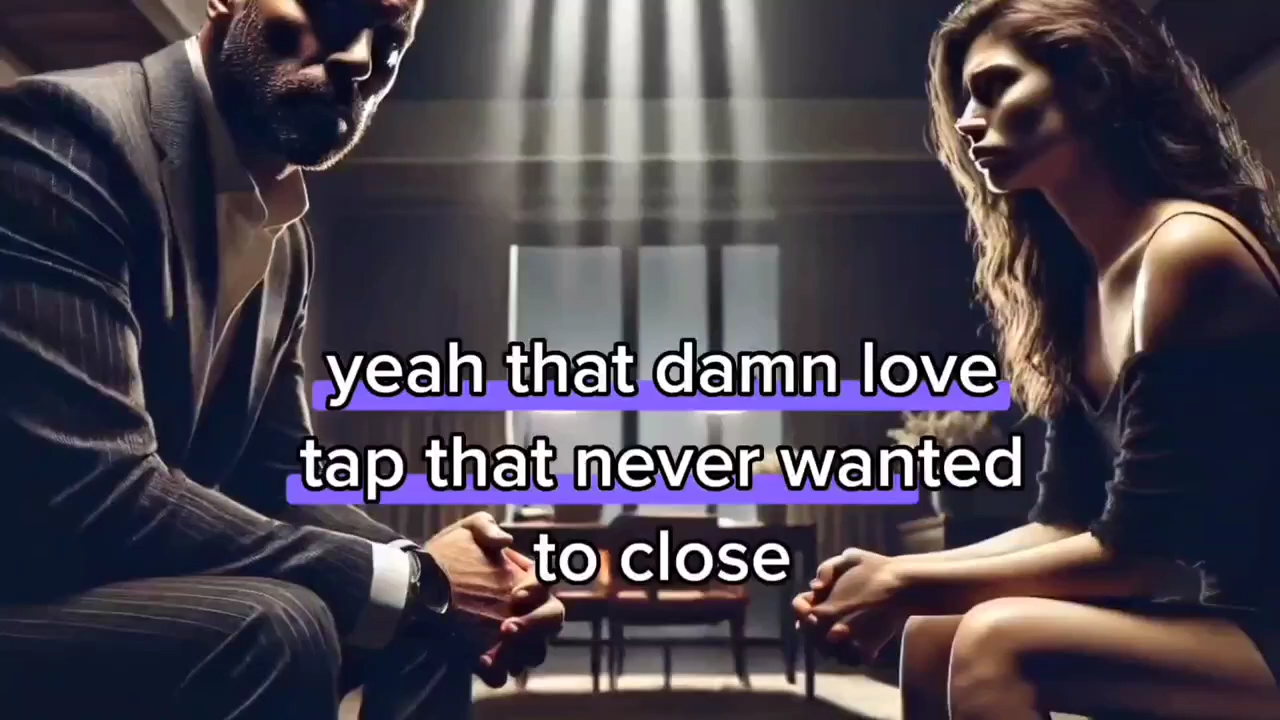 yeah that damn love
tap that never wanted
to close